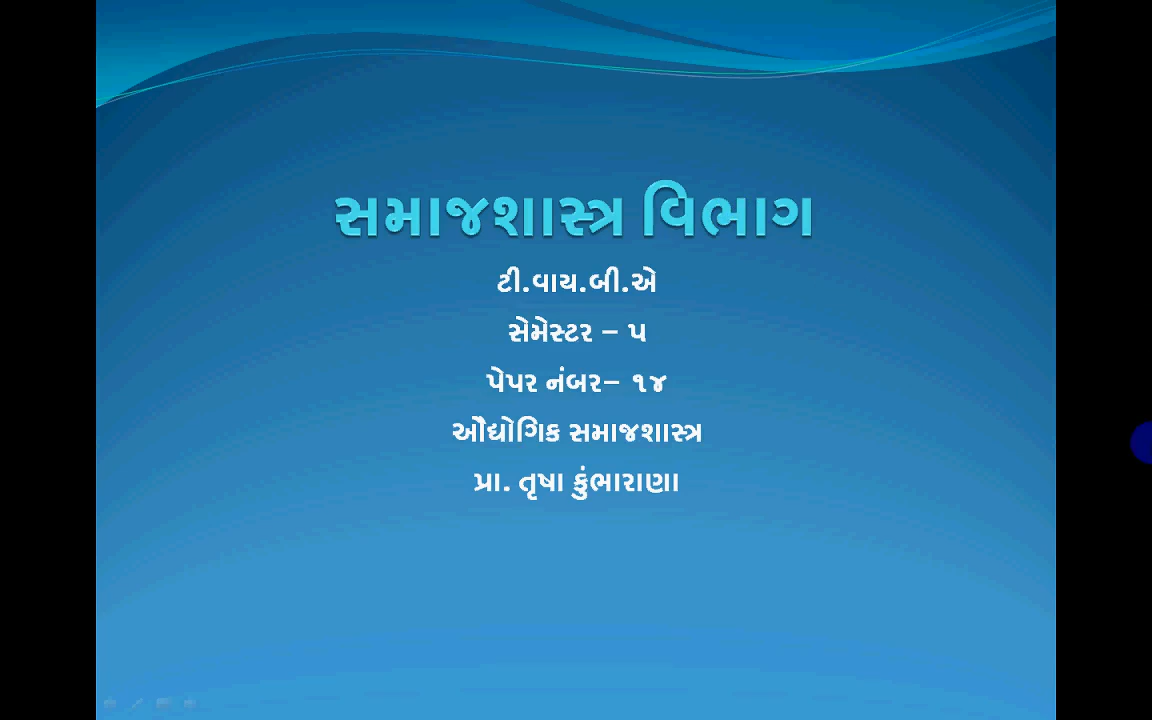 સમાજશાસ્ત્ર વિભાગ
ટી.વાય.બી.એ
સેમેસ્ટર – ૫
પેપર નંબર– ૧૪
ઔદ્યોગિક સમાજશાસ્ત્ર
પ્રા. તૃષા કુંભારાણા